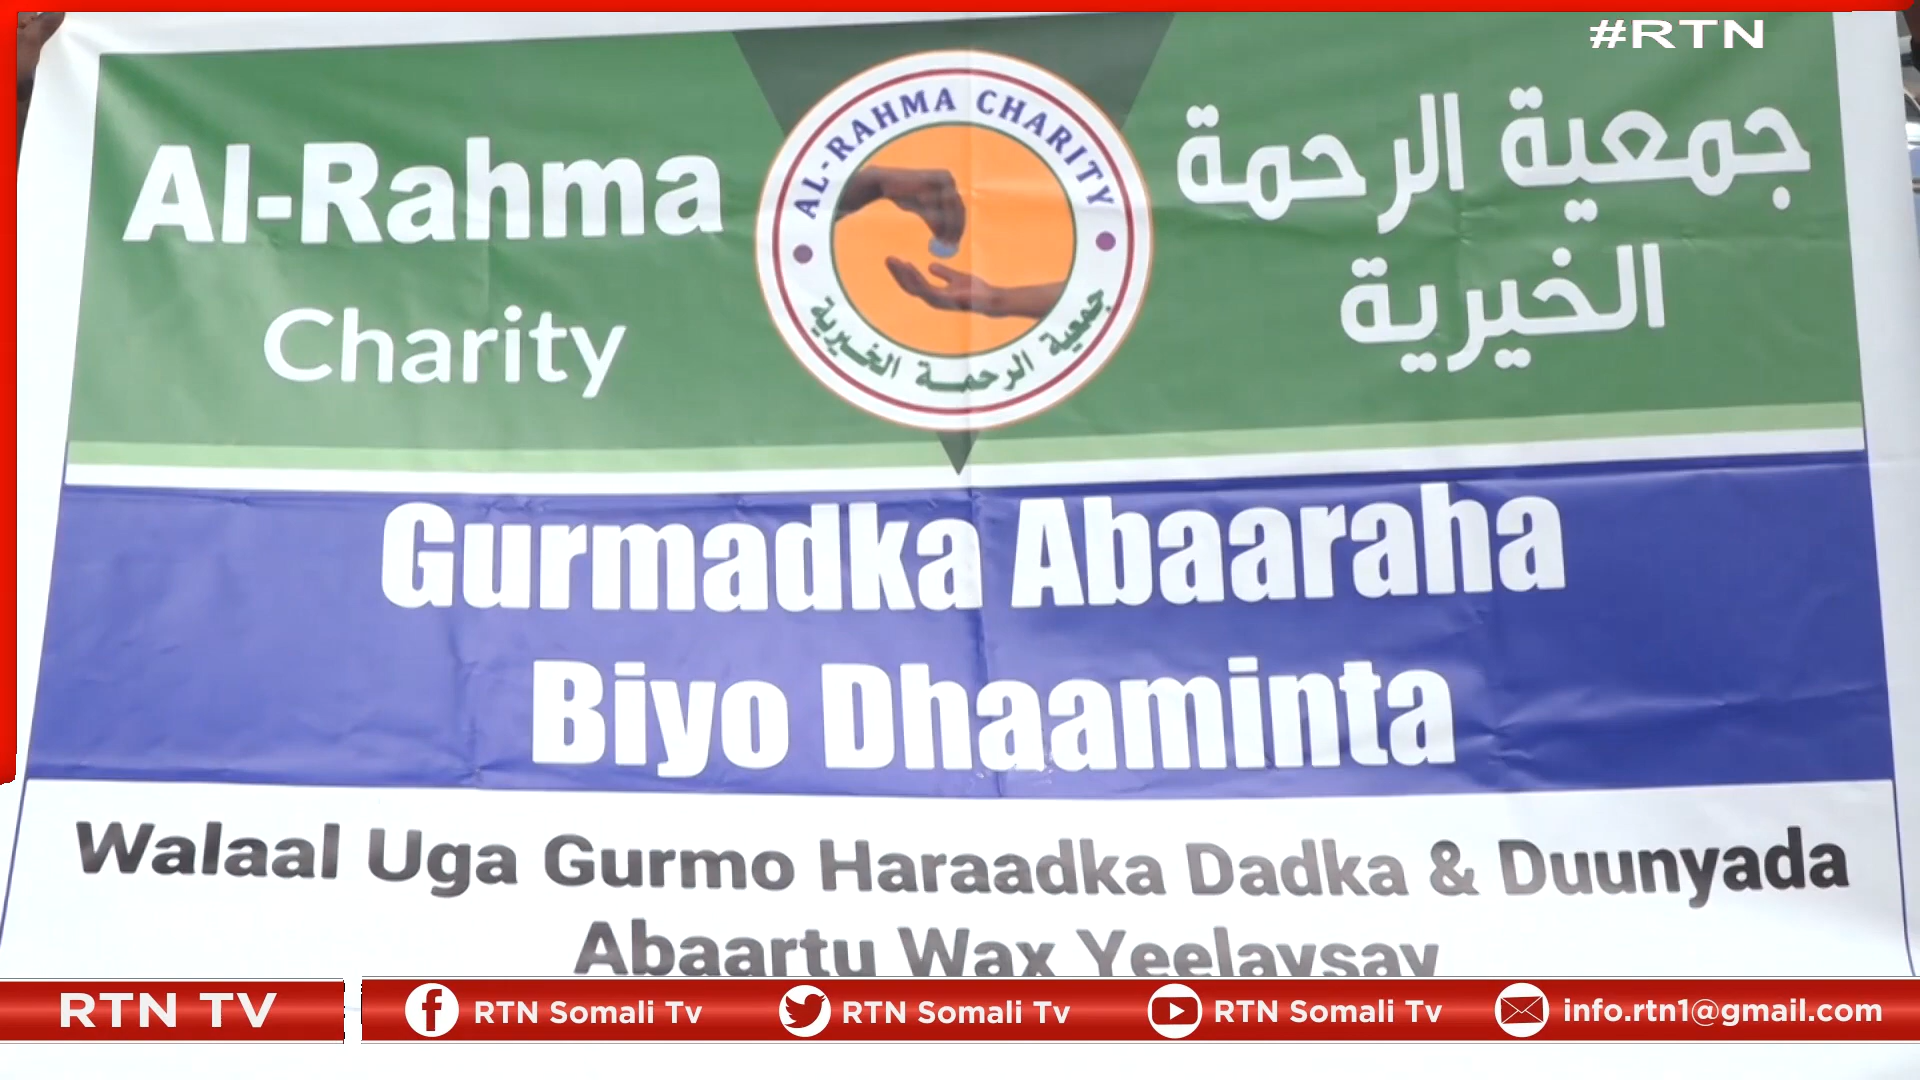 #RTN
Al-Rahma
Charity
AL-RAHMA CHARITY
جمعية الرحمة الخيرية
جمعية الرحمة
الخيرية
Gurmadka Abaaraha
Biyo Dhaaminta
Walaal Uga Gurmo Haraadka Dadka & Duunyada
Abaartu Wax Yeelaysay
RTN TV
RTN Somali Tv
RTN Somali Tv
RTN Somali Tv
info.rtn1@gmail.com